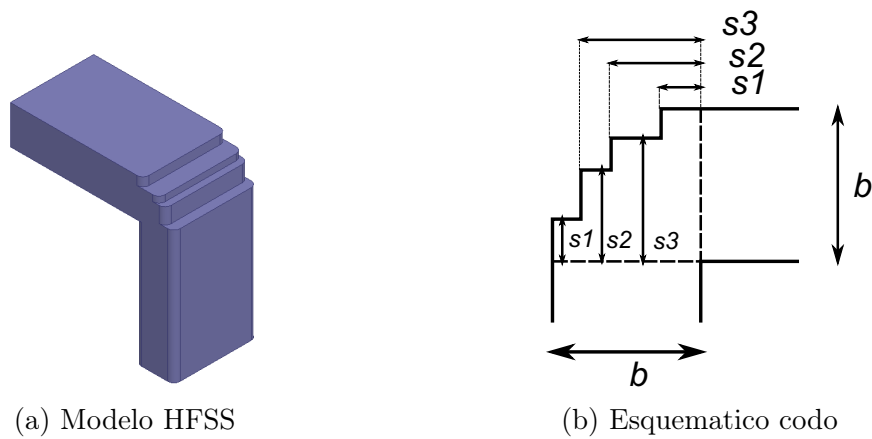 s3
s2
s1
b
s1 s2 s3
b
(a) Modelo HFSS
(b) Esquematico codo